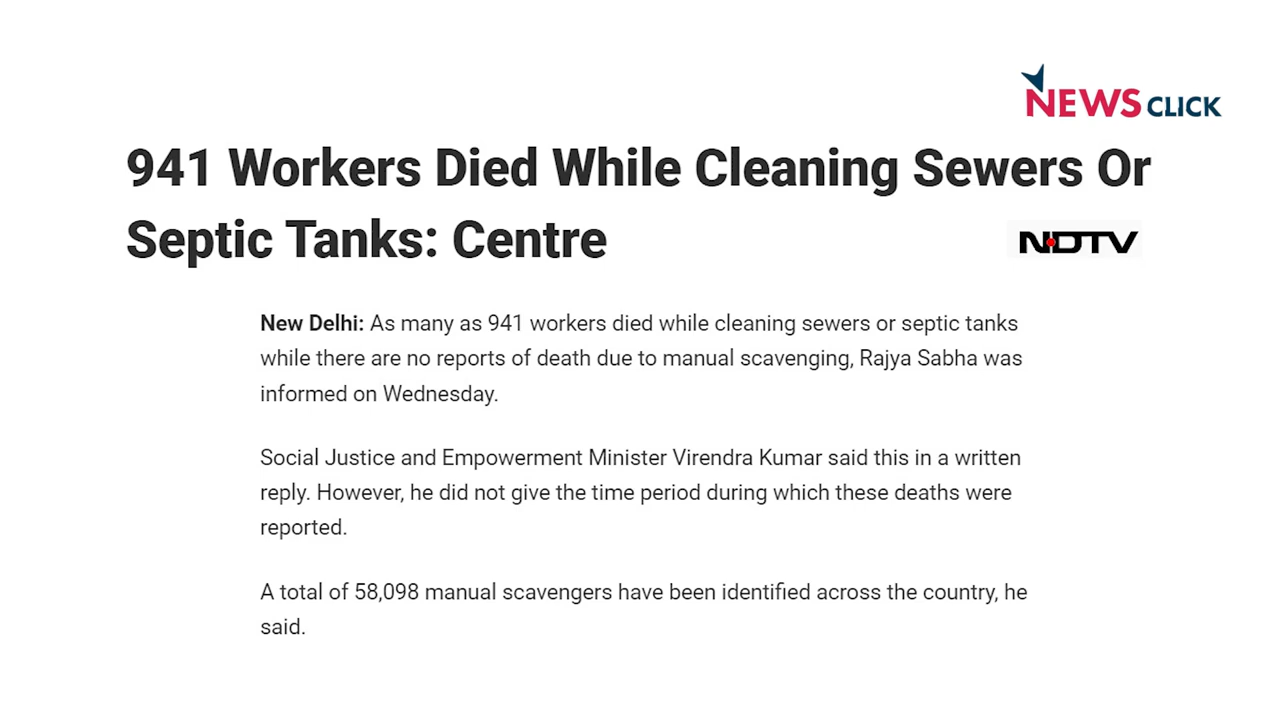 NEWS CLICK
941 Workers Died While Cleaning Sewers Or
Septic Tanks: Centre
NDTV
New Delhi: As many as 941 workers died while cleaning sewers or septic tanks
while there are no reports of death due to manual scavenging, Rajya Sabha was
informed on Wednesday.
Social Justice and Empowerment Minister Virendra Kumar said this in a written
reply. However, he did not give the time period during which these deaths were
reported.
A total of 58,098 manual scavengers have been identified across the country, he
said.